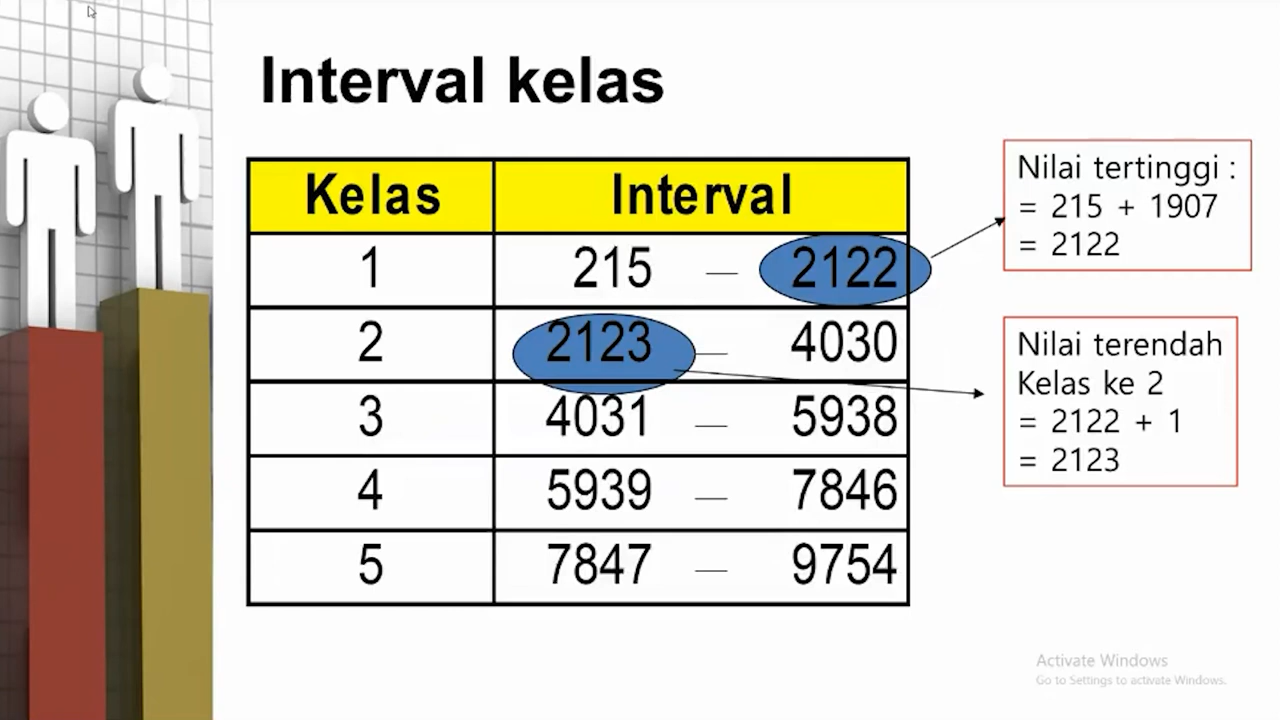 Interval kelas
Kelas Interval
1 215 — 2122
2 2123 — 4030
3 4031 — 5938
4 5939 — 7846
5 7847 — 9754
Nilai tertinggi :
= 215 + 1907
= 2122
Nilai terendah
Kelas ke 2
= 2122 + 1
= 2123
Activate Windows
Go to Settings to activate Windows.